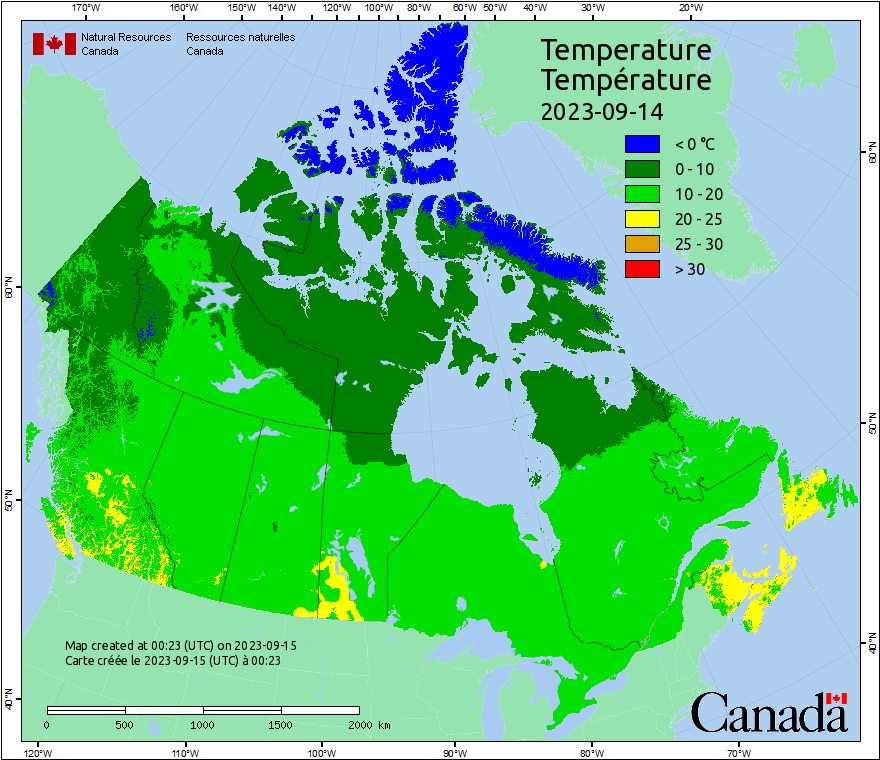 170°W 160°W 150°W 140°W 120°W 110°W 100°W 90°W 80°W 60°W 50°W 40°W 30°W 20°W
Natural Resources Ressources naturelles
Canada Canada
Temperature
Température
2023-09-14
< 0 °C
0 - 10
10 - 20
20 - 25
25 - 30
> 30
60°N
60°N
50°N
50°N
40°N
40°N
Map created at 00:23 (UTC) on 2023-09-15
Carte créée le 2023-09-15 (UTC) à 00:23
0 500 1000 1500 2000 km
Canada
120°W 110°W 100°W 90°W 80°W 70°W